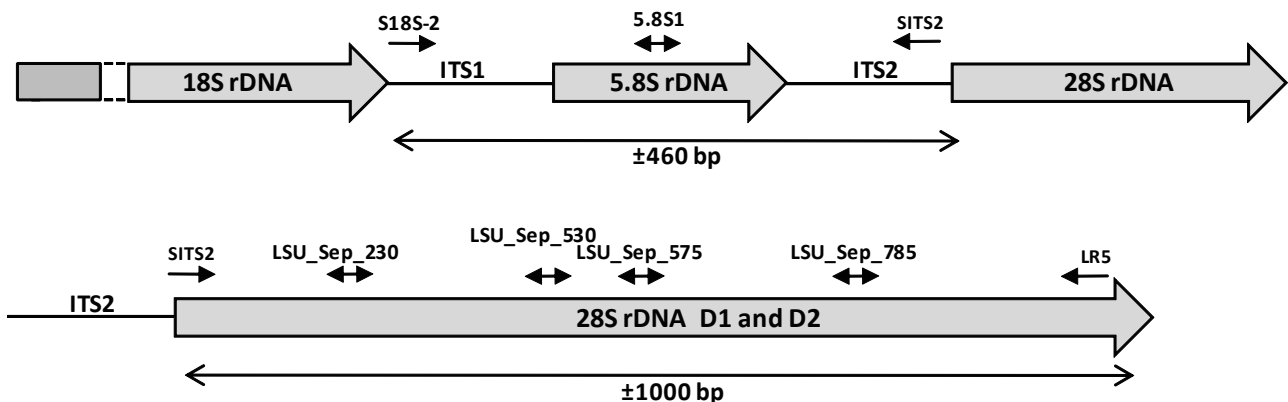 S18S-2
5.8S1
SITS2
18S rDNA
ITS1
5.8S rDNA
ITS2
28S rDNA
±460 bp
SITS2
LSU_Sep_230
LSU_Sep_530
LSU_Sep_575
LSU_Sep_785
LR5
ITS2
28S rDNA D1 and D2
±1000 bp